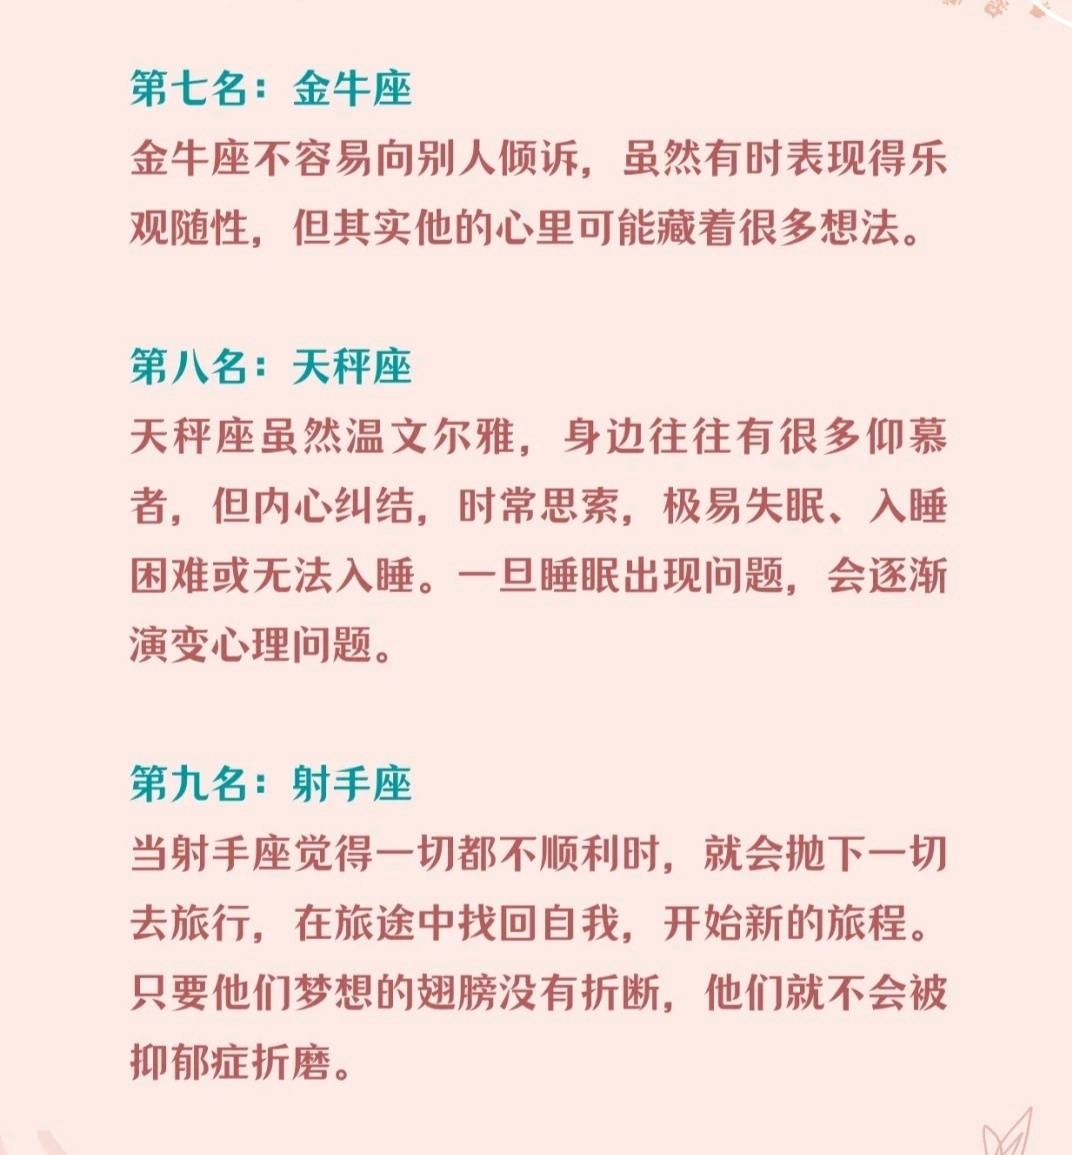 第七名：金牛座
金牛座不容易向别人倾诉，虽然有时表现得乐
观随性，但其实他的心里可能藏着很多想法。
第八名：天秤座
天秤座虽然温文尔雅，身边往往有很多仰慕
者，但内心纠结，时常思索，极易失眠、入睡
困难或无法入睡。一旦睡眠出现问题，会逐渐
演变心理问题。
第九名：射手座
当射手座觉得一切都不顺利时，就会抛下一切
去旅行，在旅途中找回自我，开始新的旅程。
只要他们梦想的翅膀没有折断，他们就不会被
抑郁症折磨。